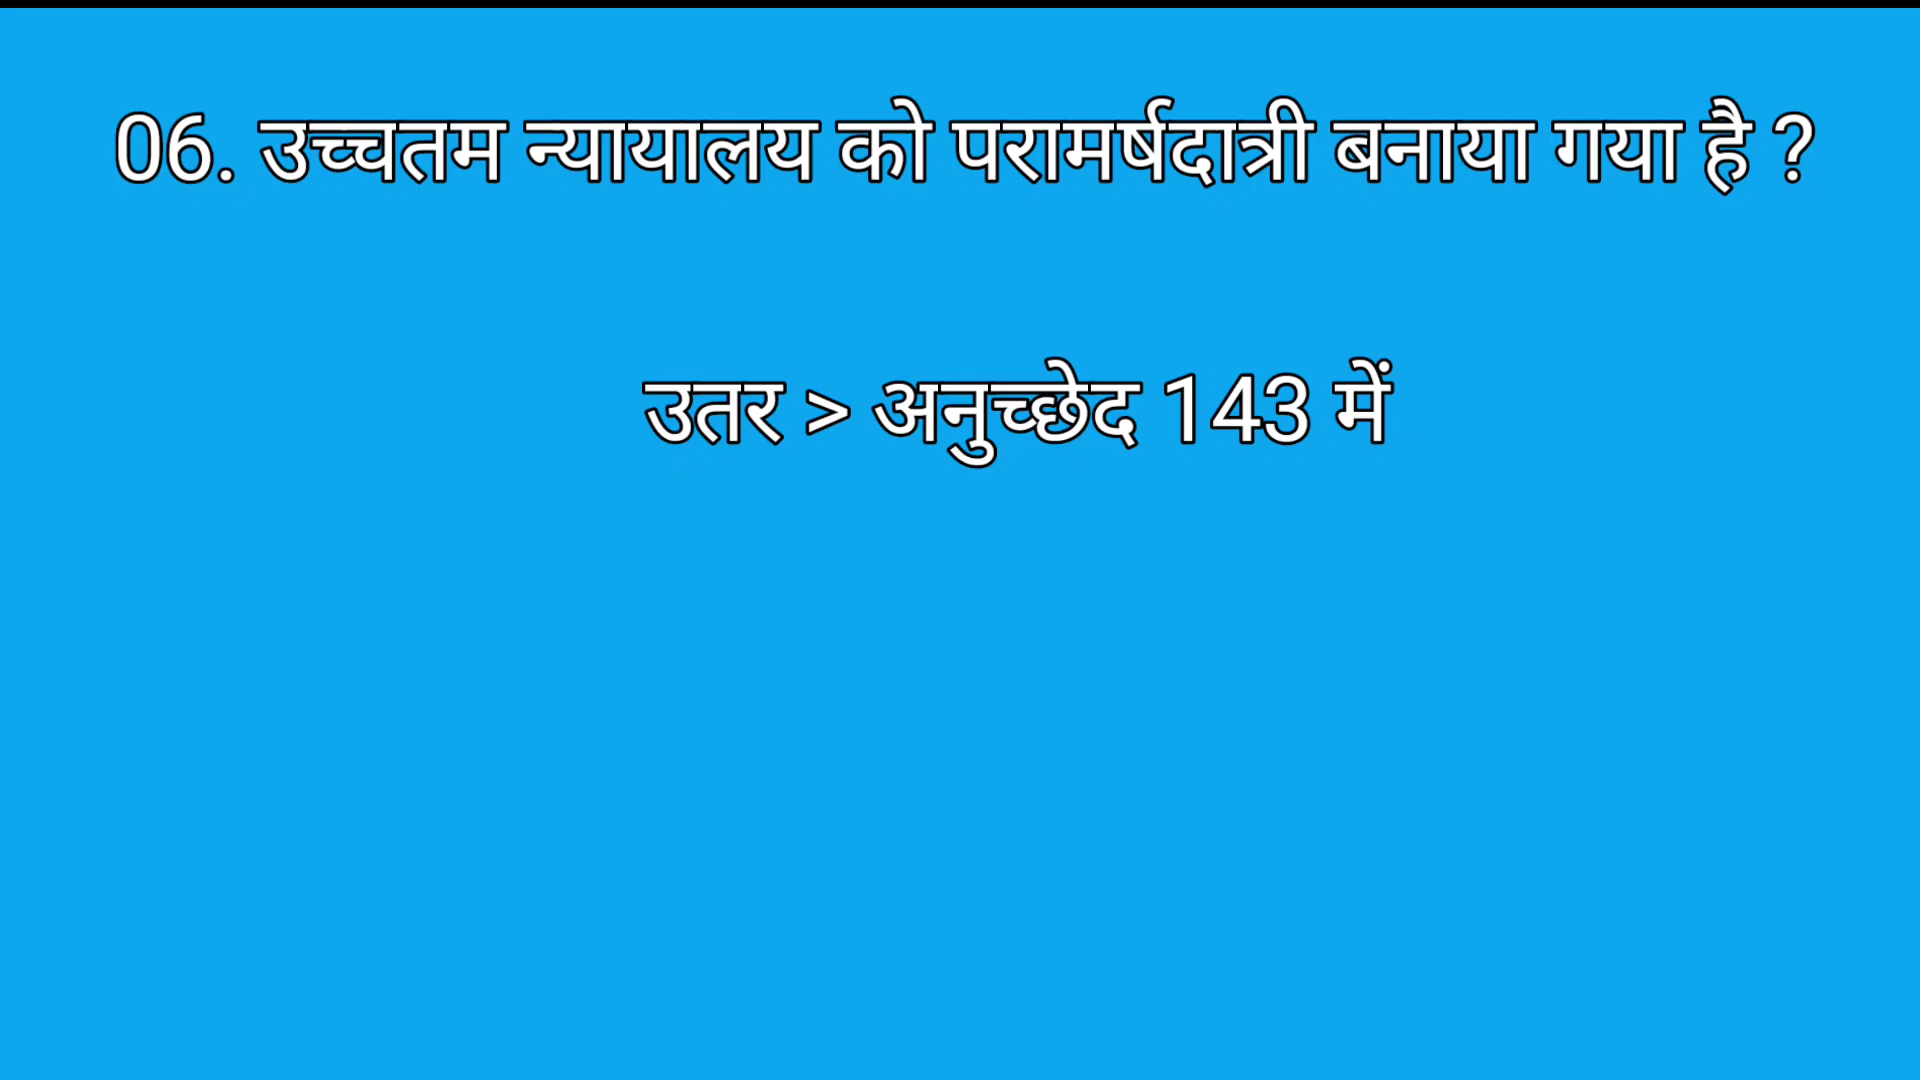 06. उच्चतम न्यायालय को परामर्षदात्री बनाया गया है ?
उतर > अनुच्छेद 143 में